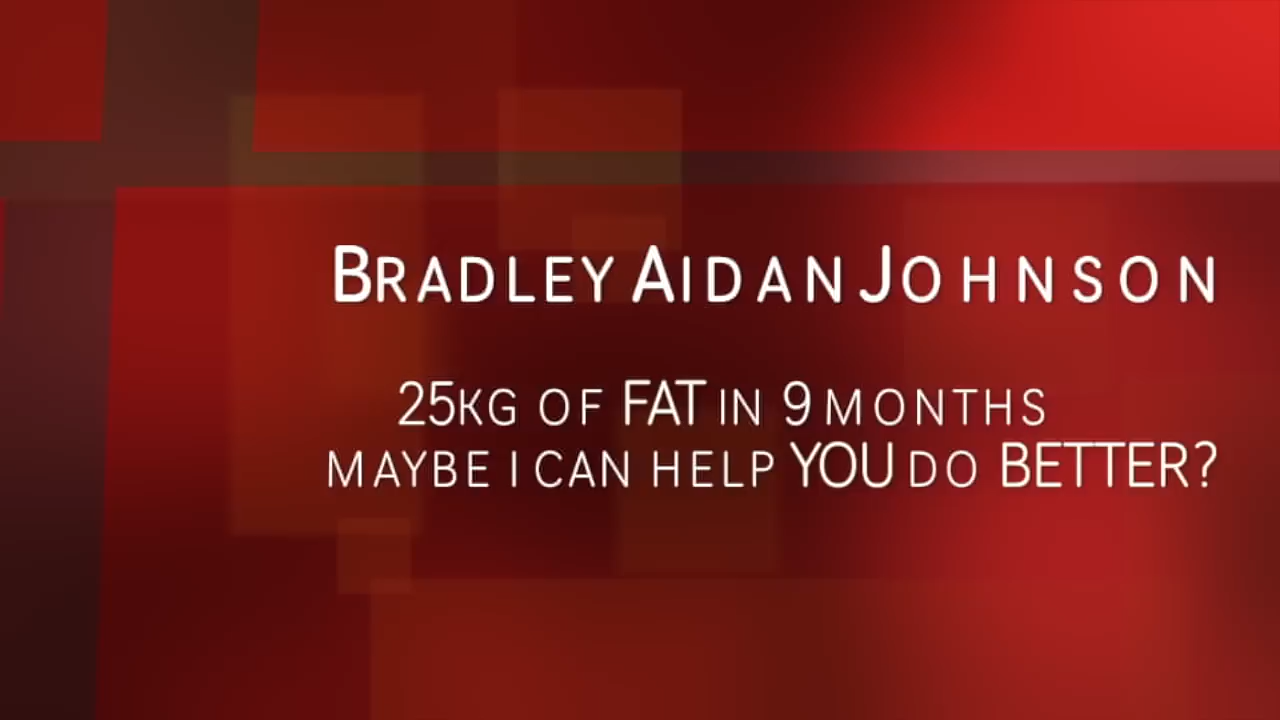 BRADLEY AIDAN JOHNSON
25KG OF FAT IN 9 MONTHS
MAYBE I CAN HELP YOU DO BETTER?